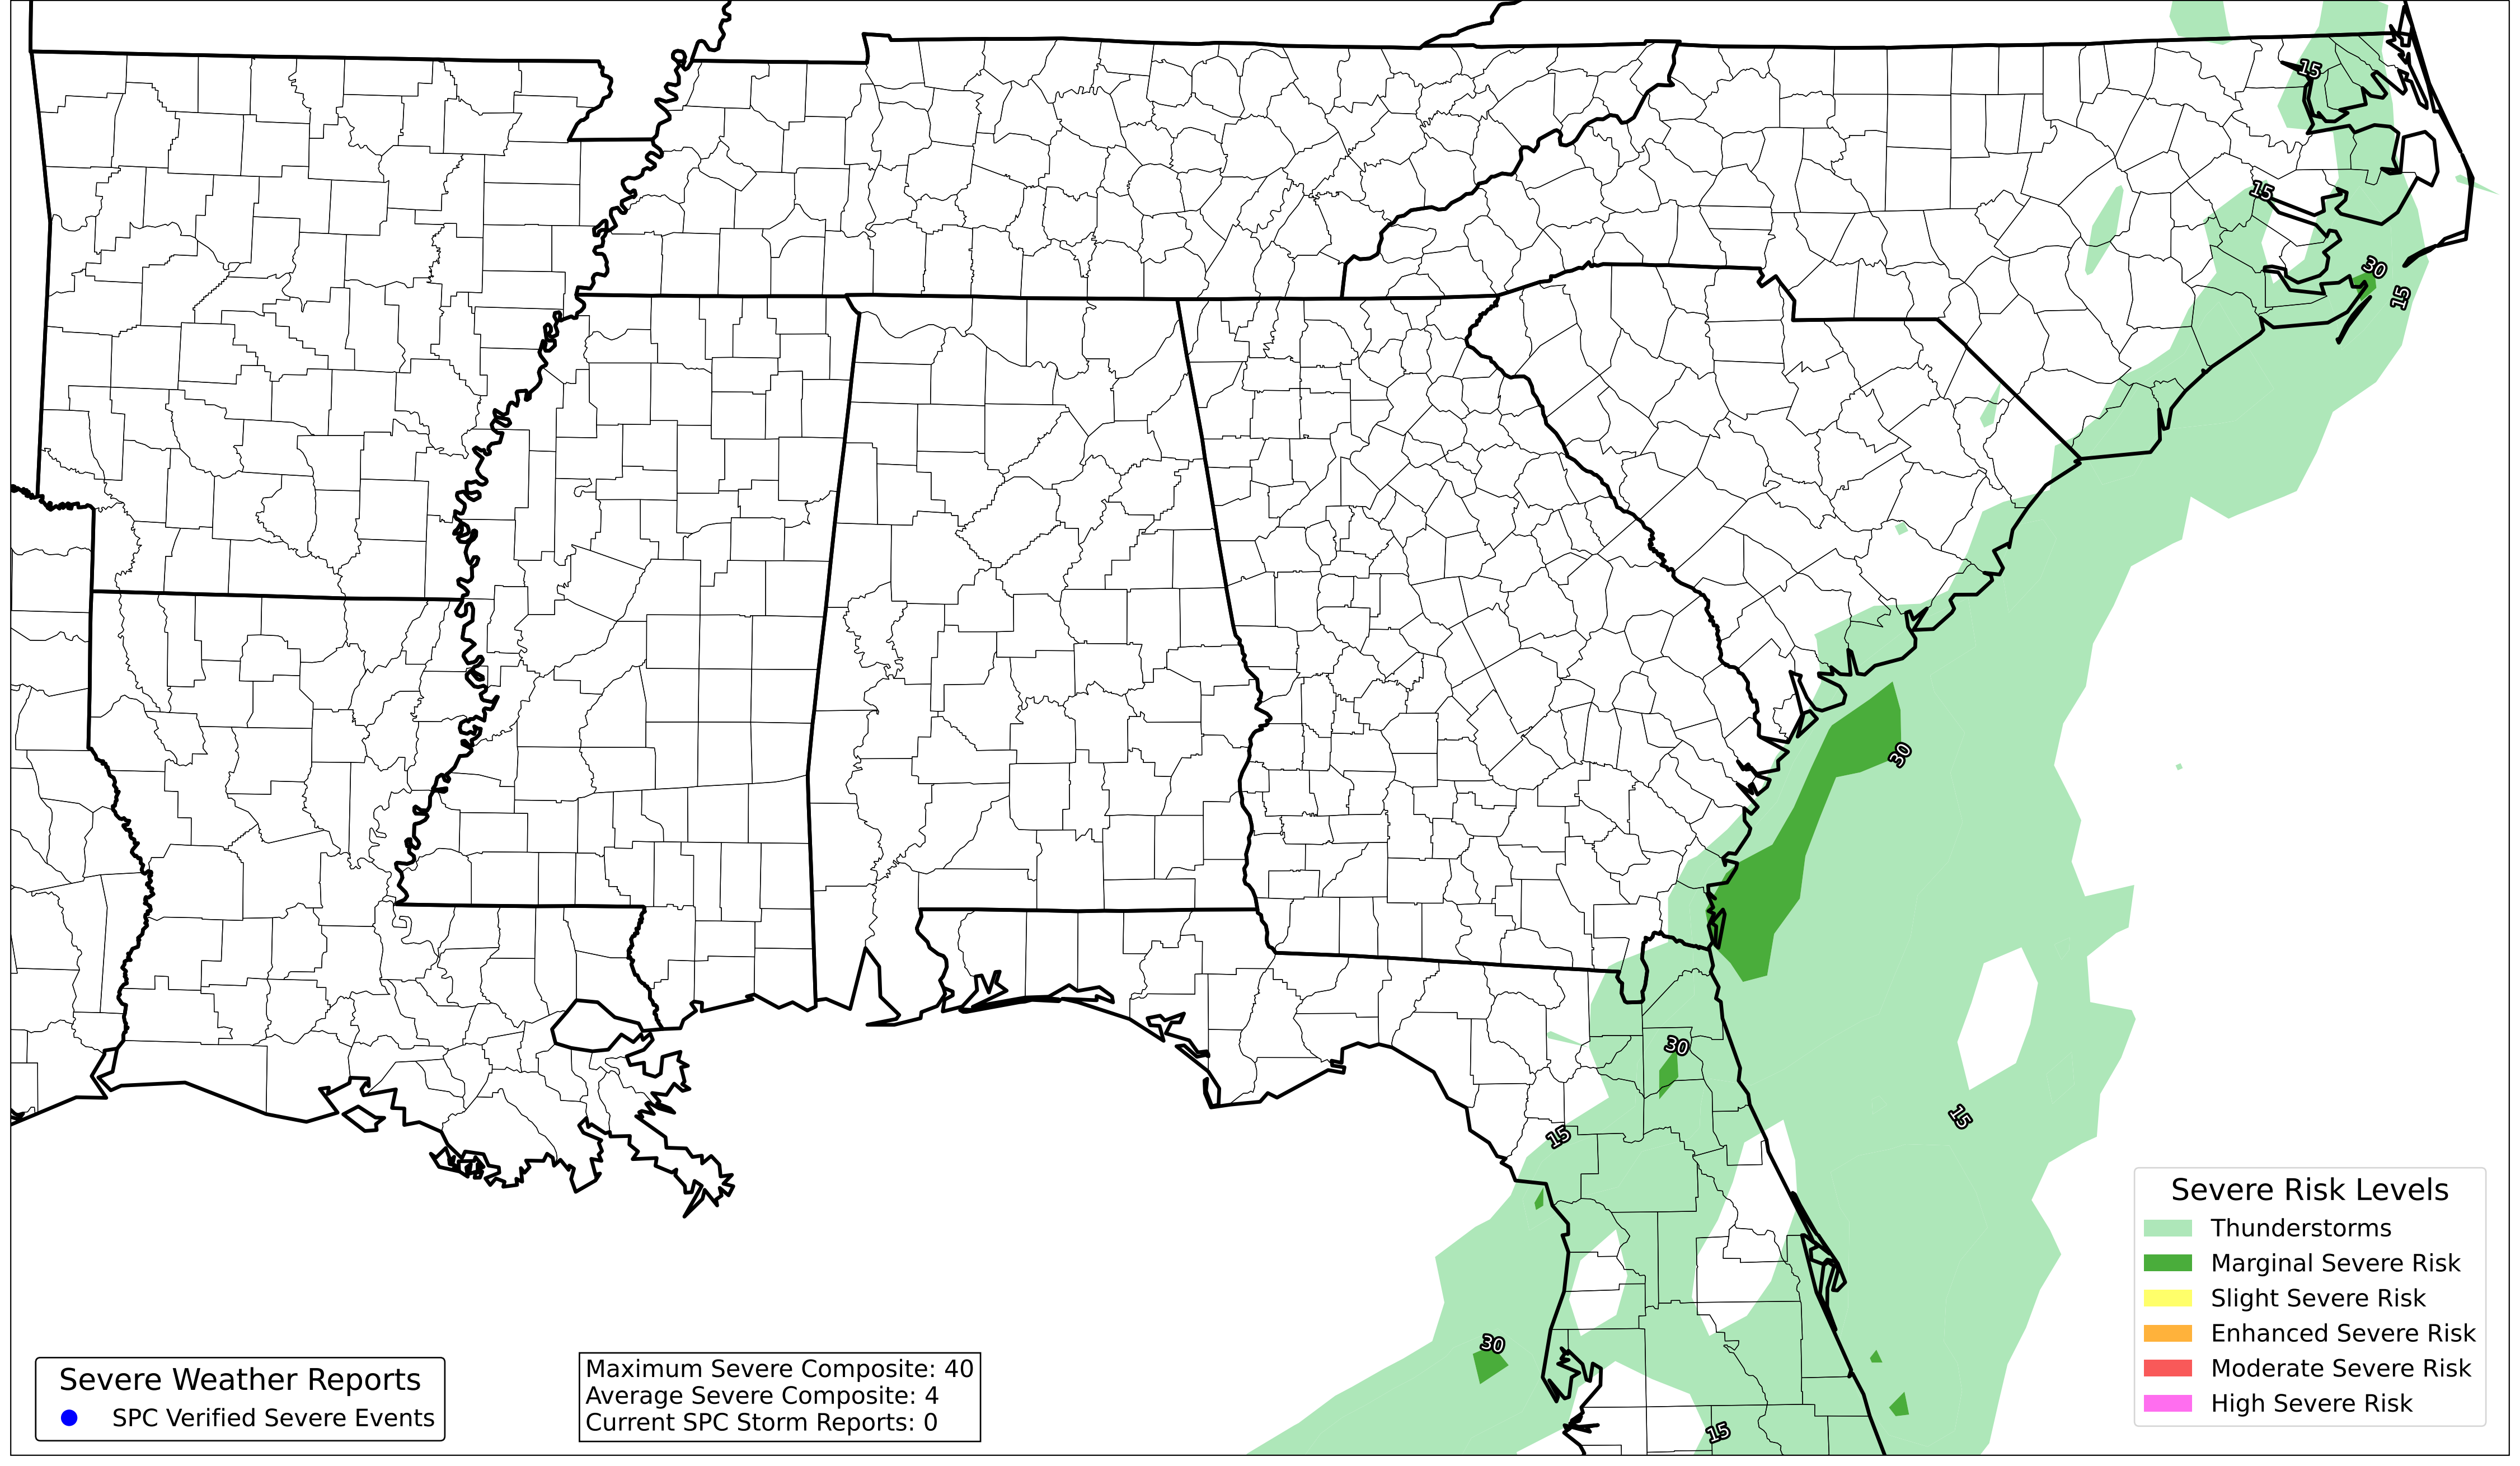 15
15
30
15
30
30
15
15
30
15
Severe Risk Levels
Thunderstorms
Marginal Severe Risk
Slight Severe Risk
Enhanced Severe Risk
Moderate Severe Risk
High Severe Risk
Severe Weather Reports
SPC Verified Severe Events
Maximum Severe Composite: 40
Average Severe Composite: 4
Current SPC Storm Reports: 0